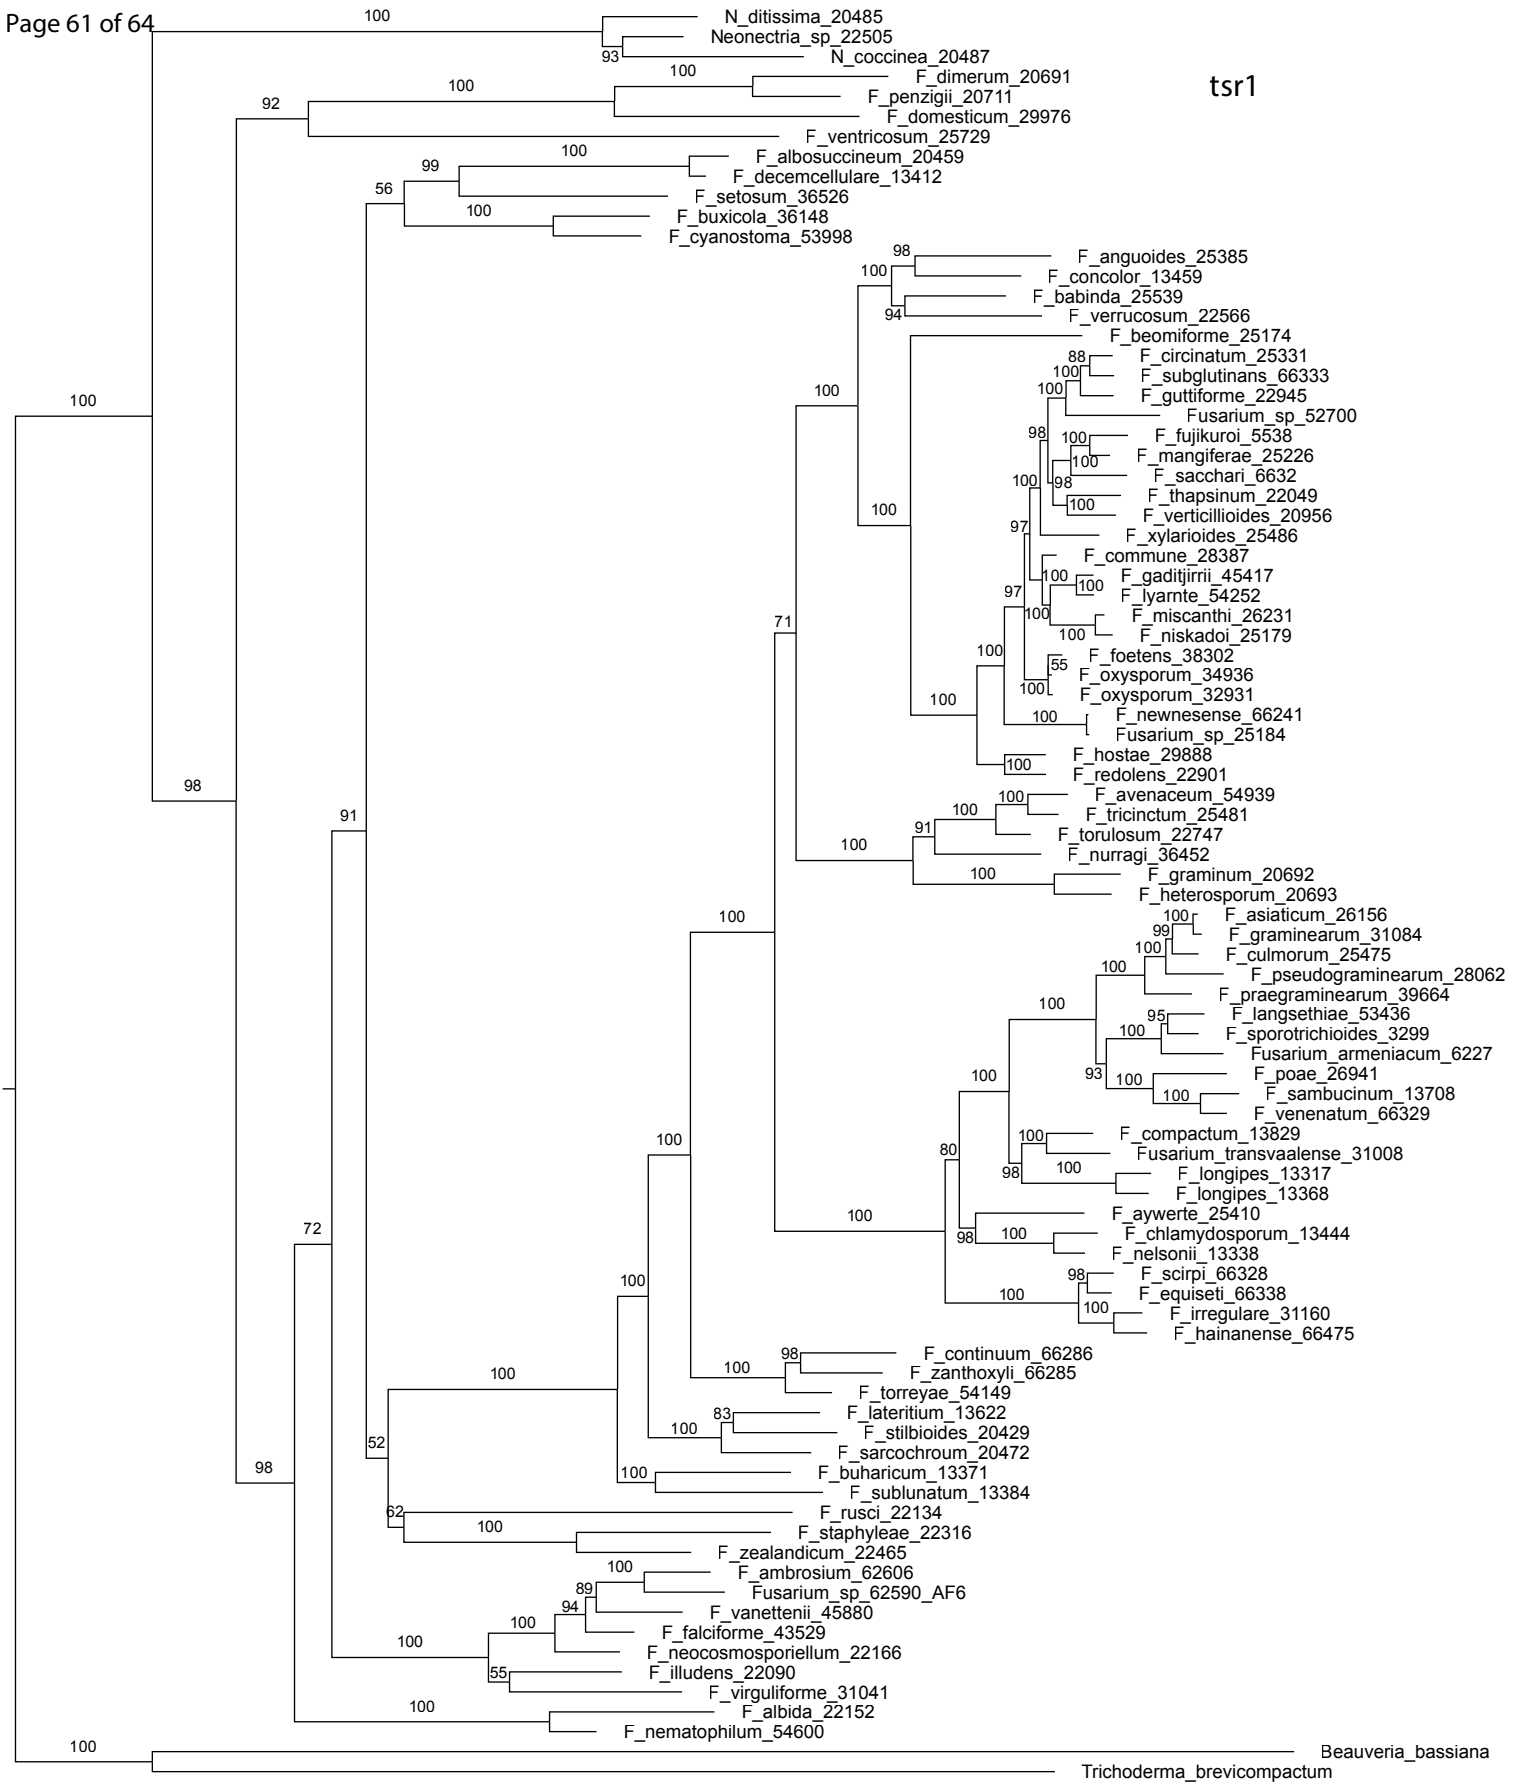 Page 61 of 64
tsr1
100
N_ditissima_20485
Neonectria_sp_22505
93
N_coccinea_20487
100
F_dimerum_20691
100
F_penzigii_20711
92
F_domesticum_29976
F_ventricosum_25729
100
F_albosuccineum_20459
99
F_decemcellulare_13412
56
F_setosum_36526
100
F_buxicola_36148
F_cyanostoma_53998
98
F_anguoides_25385
100
F_concolor_13459
F_babinda_25539
94
F_verrucosum_22566
F_beomiforme_25174
88
F_circinatum_25331
100
F_subglutinans_66333
100
F_guttiforme_22945
100
100
Fusarium_sp_52700
98
100
F_fujikuroi_5538
100
F_mangiferae_25226
100
98
F_sacchari_6632
F_thapsinum_22049
100
F_verticillioides_20956
100
97
F_xylarioides_25486
F_commune_28387
100
F_gaditjirrii_45417
100
97
F_lyarnte_54252
100
F_miscanthi_26231
71
100
F_niskadoi_25179
100
F_foetens_38302
55
F_oxysporum_34936
100
F_oxysporum_32931
100
100
F_newnesense_66241
Fusarium_sp_25184
F_hostae_29888
100
F_redolens_22901
98
100
F_avenaceum_54939
100
F_tricinctum_25481
91
91
F_torulosum_22747
100
F_nurragi_36452
100
F_graminum_20692
F_heterosporum_20693
100
100
F_asiaticum_26156
99
F_graminearum_31084
100
F_culmorum_25475
100
F_pseudograminearum_28062
F_praegraminearum_39664
100
95
F_langsethiae_53436
100
F_sporotrichioides_3299
Fusarium_armeniacum_6227
100
93
100
F_poae_26941
100
F_sambucinum_13708
F_venenatum_66329
100
100
F_compactum_13829
80
Fusarium_transvaalense_31008
98
100
F_longipes_13317
F_longipes_13368
72
100
F_aywerte_25410
98
100
F_chlamydosporum_13444
F_nelsonii_13338
100
98
F_scirpi_66328
100
F_equiseti_66338
100
F_irregulare_31160
F_hainanense_66475
98
F_continuum_66286
100
100
F_zanthoxyli_66285
F_torreyae_54149
83
F_lateritium_13622
52
100
F_stilbioides_20429
F_sarcochroum_20472
98
100
F_buharicum_13371
F_sublunatum_13384
62
F_rusci_22134
100
F_staphyleae_22316
F_zealandicum_22465
100
F_ambrosium_62606
89
Fusarium_sp_62590_AF6
94
F_vanettenii_45880
100
F_falciforme_43529
100
F_neocosmosporiellum_22166
55
F_illudens_22090
F_virguliforme_31041
100
F_albida_22152
F_nematophilum_54600
100
Beauveria_bassiana
Trichoderma_brevicompactum